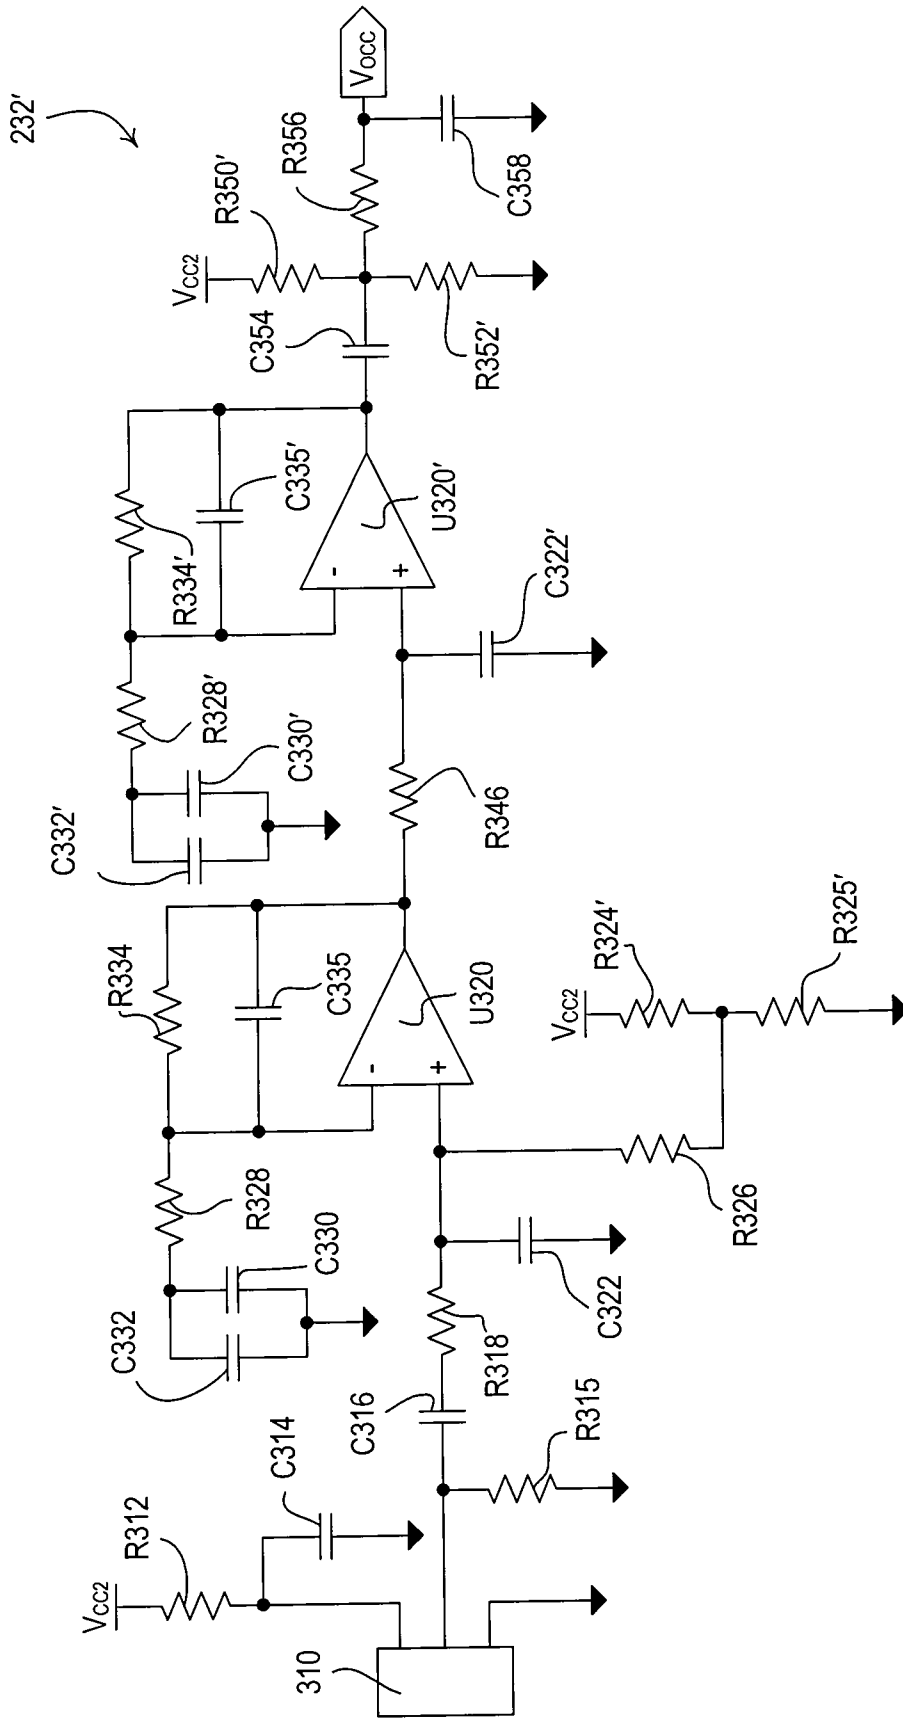 232'
VCC2
R312
C314
310
R315
C316
R318
C322
C332
C330
R328
R334
C335
-
+
U320
R326
VCC2
R324'
R325'
R346
C322'
C332'
C330'
R328'
R334'
C335'
-
+
U320'
C354
VCC2
R350'
R352'
R356
C358
VOCC